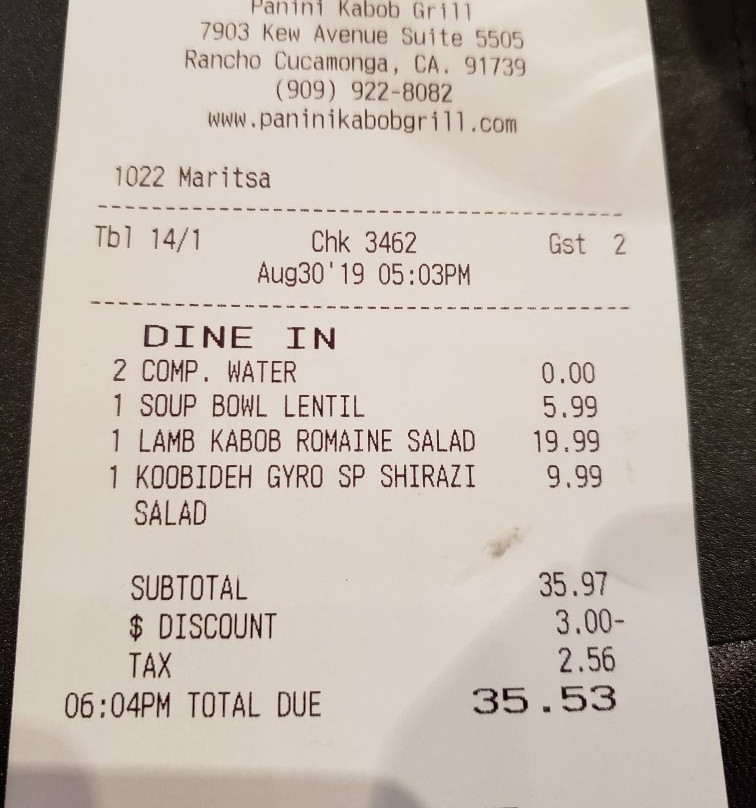 Panini Kabob Grill
7903 Kew Avenue Suite 5505
Rancho Cucamonga, CA. 91739
(909) 922-8082
www.paninikabobgrill.com
1022 Maritsa
Tbl 14/1 Chk 3462 Gst 2
Aug30'19 05:03PM
DINE IN
2 COMP. WATER 0.00
1 SOUP BOWL LENTIL 5.99
1 LAMB KABOB ROMAINE SALAD 19.99
1 KOOBIDEH GYRO SP SHIRAZI 9.99
SALAD
SUBTOTAL 35.97
$ DISCOUNT 3.00-
TAX 2.56
06:04PM TOTAL DUE 35.53